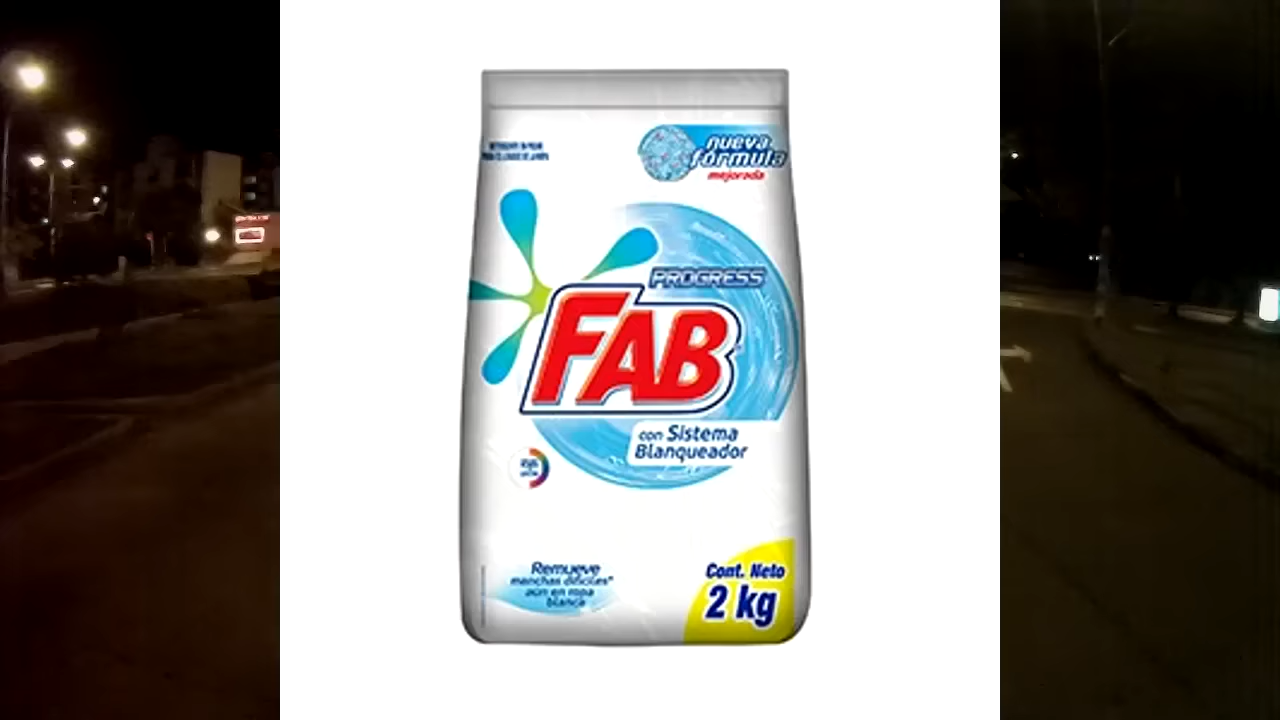 nueva
fórmula
mejorada
PROGRESS
FAB
con Sistema
Blanqueador
Remueve
manchas difíciles*
aún en ropa
blanca
Cont. Neto
2 kg